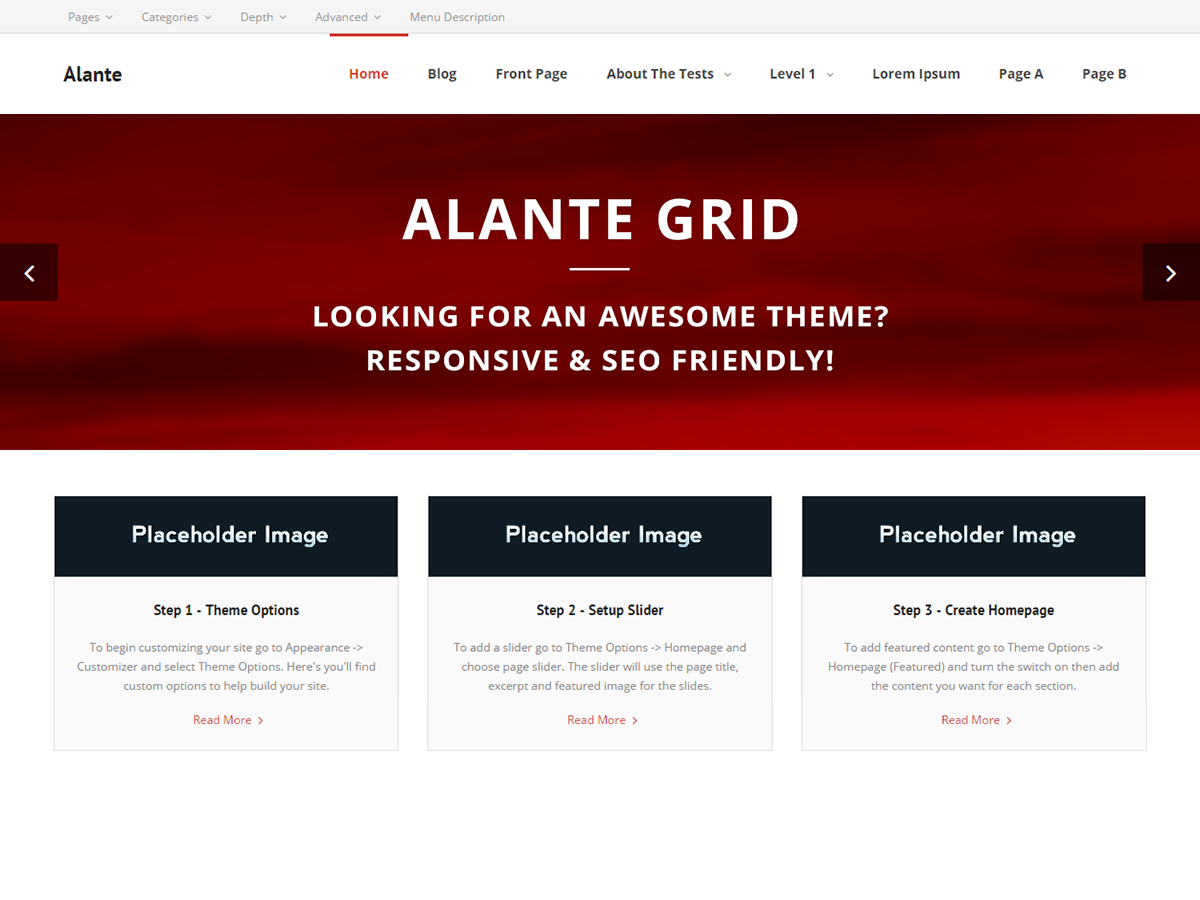 Pages Categories Depth Advanced Menu Description
Alante Home Blog Front Page About The Tests Level 1 Lorem Ipsum Page A Page B
ALANTE GRID
LOOKING FOR AN AWESOME THEME?
RESPONSIVE & SEO FRIENDLY!
Placeholder Image
Step 1 - Theme Options
To begin customizing your site go to Appearance ->
Customizer and select Theme Options. Here's you'll find
custom options to help build your site.
Read More
Placeholder Image
Step 2 - Setup Slider
To add a slider go to Theme Options -> Homepage and
choose page slider. The slider will use the page title,
excerpt and featured image for the slides.
Read More
Placeholder Image
Step 3 - Create Homepage
To add featured content go to Theme Options ->
Homepage (Featured) and turn the switch on then add
the content you want for each section.
Read More